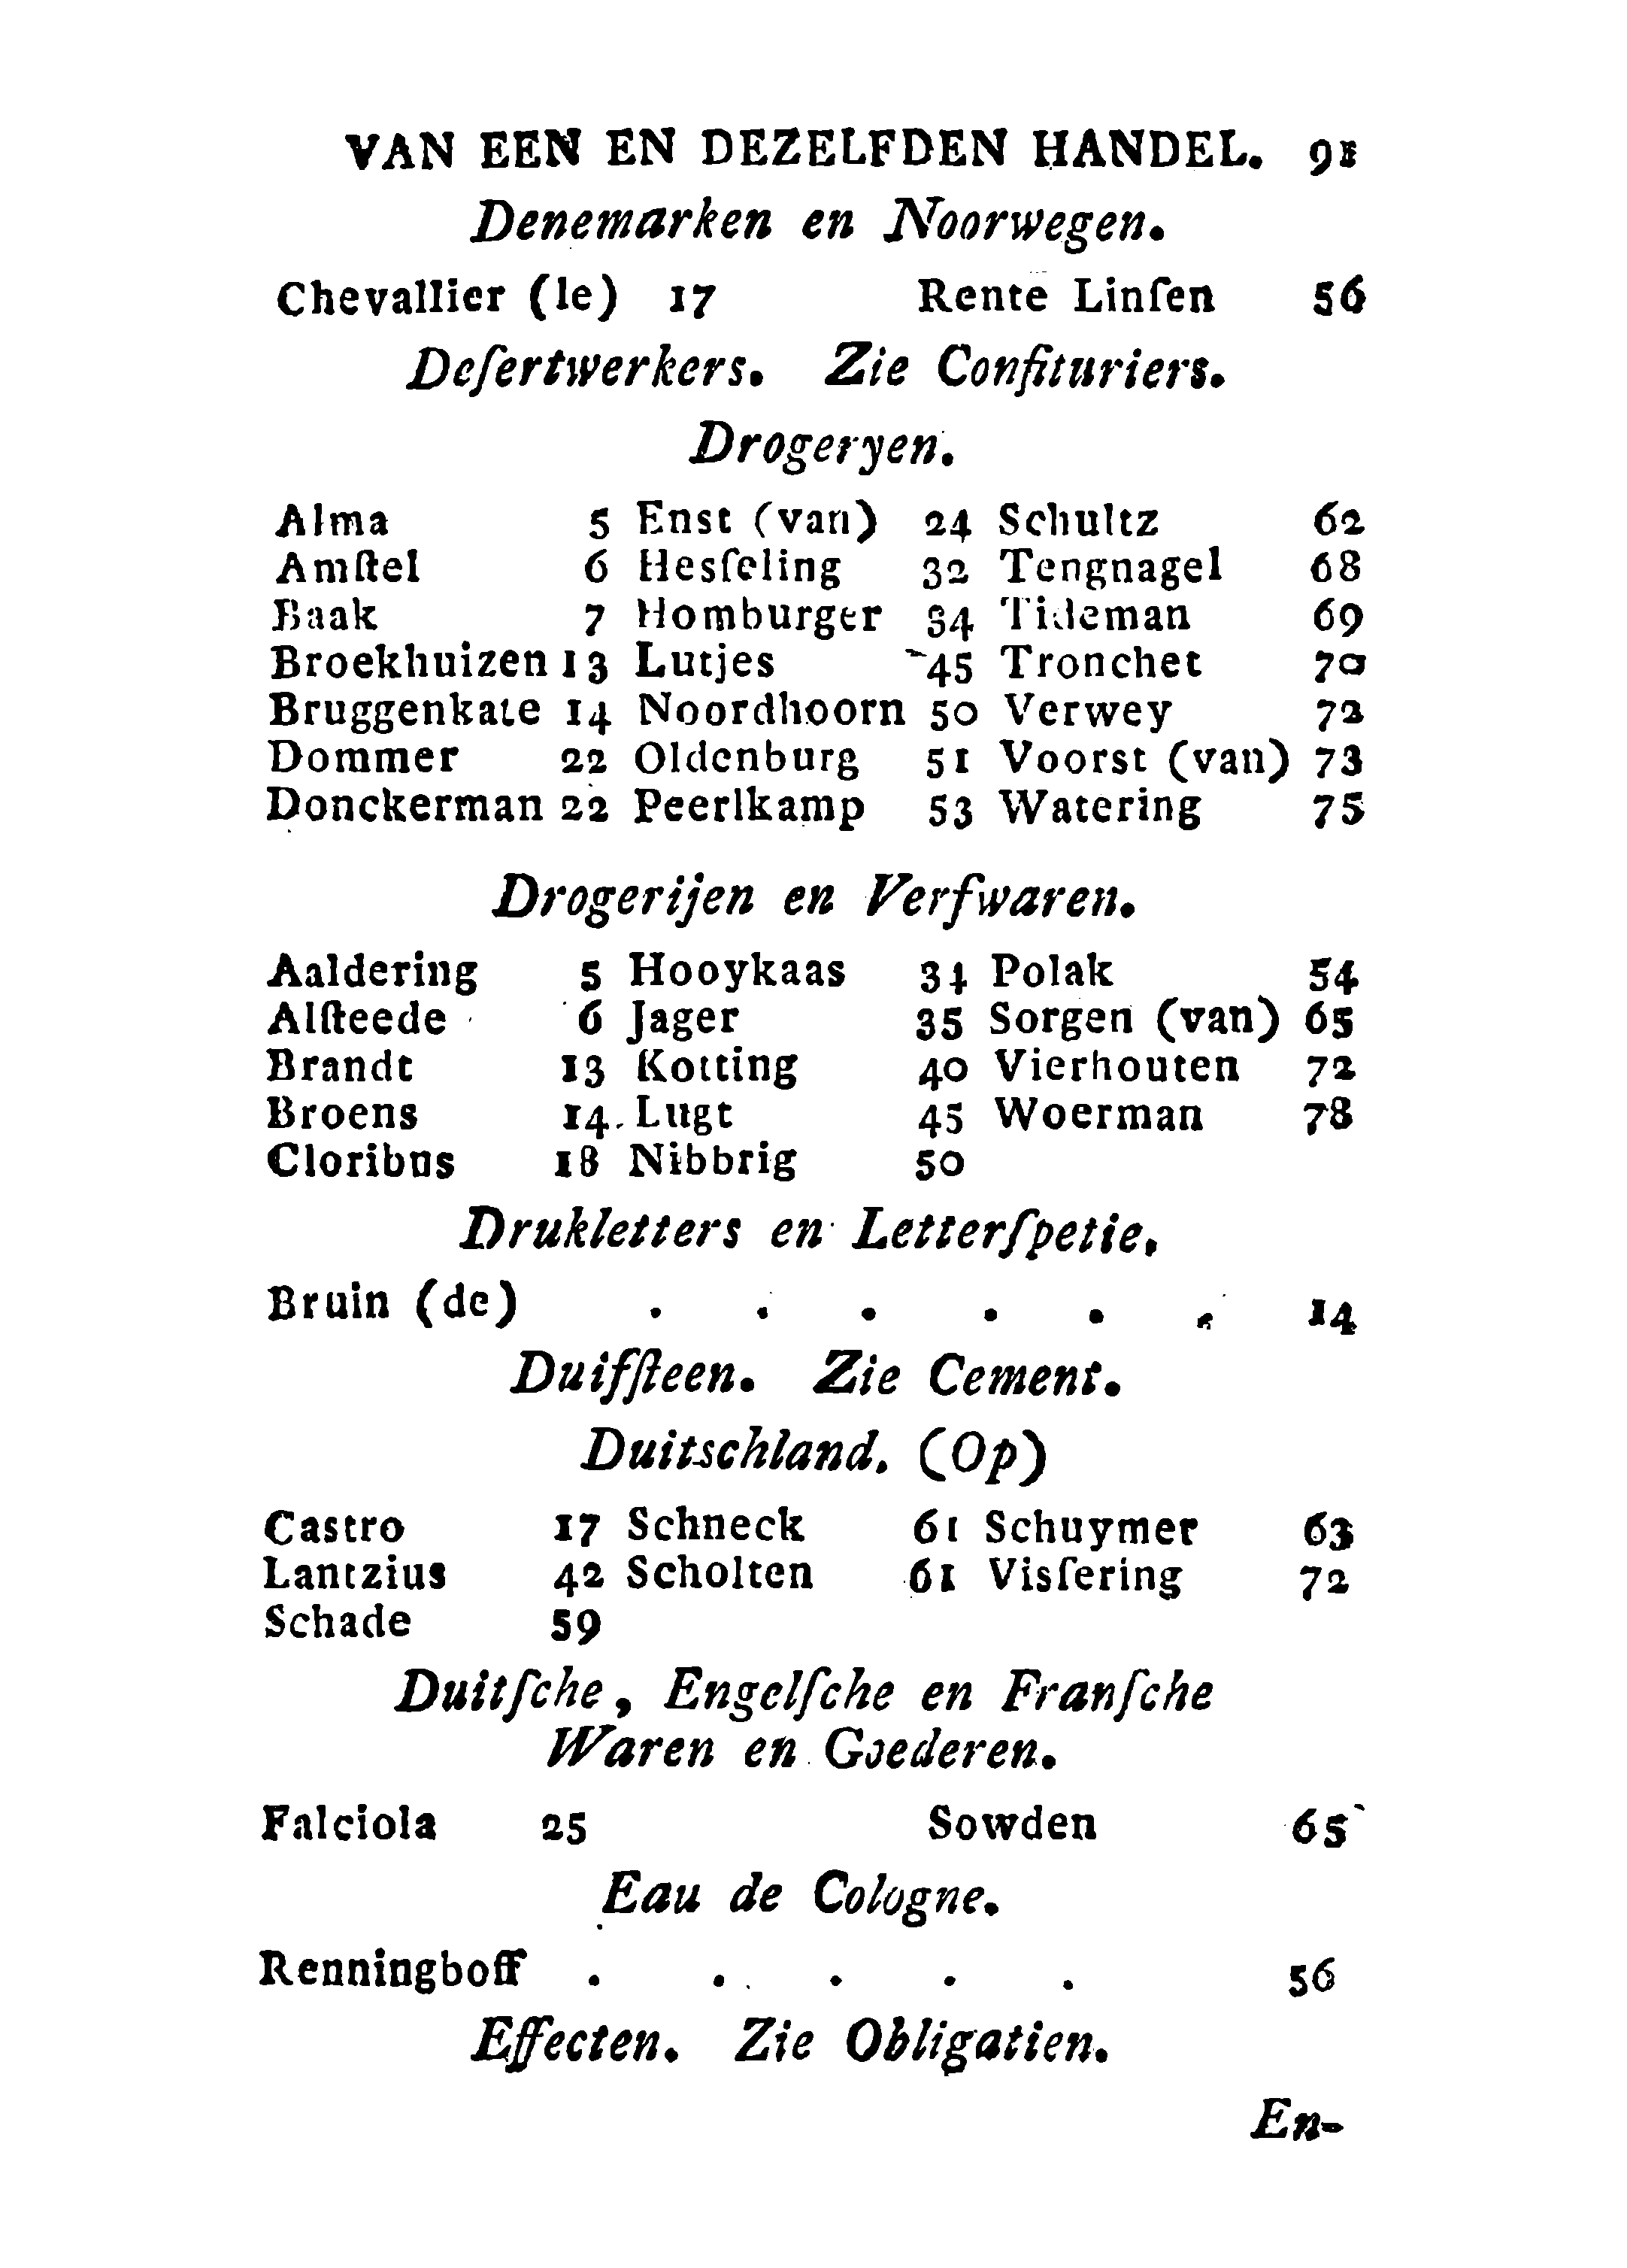 VAN EEN EN DEZELFDEN HANDEL. 91
Denemarken en Noorwegen.
Chevallier (le) 17 Rente Linſen 56
Deſertwerkers. Zie Confituriers.
Drogeryen.
Alma 5 Enst (van) 24 Schultz 62
Amſtel 6 Hesſeling 32 Tengnagel 68
Baak 7 Homburger 34 Tideman 69
Broekhuizen 13 Lutjes 45 Tronchet 70
Bruggenkate 14 Noordhoorn 50 Verwey 72
Dommer 22 Oldenburg 51 Voorst (van) 73
Donckerman 22 Peerlkamp 53 Watering 75
Drogerijen en Verfwaren.
Aaldering 5 Hooykaas 34 Polak 54
Alſteede 6 Jager 35 Sorgen (van) 65
Brandt 13 Kotting 40 Vierhouten 72
Broens 14 Lugt 45 Woerman 78
Cloribus 18 Nibbrig 50
Drukletters en Letterſpetie.
Bruin (de) . . . . . . 14
Duifſteen. Zie Cement.
Duitschland. (Op)
Castro 17 Schneck 61 Schuymer 63
Lantzius 42 Scholten 61 Visſering 72
Schade 59
Duitſche, Engelſche en Franſche
Waren en Goederen.
Falciola 25 Sowden 65
Eau de Cologne.
Renningboff . . . . . 56
Effecten. Zie Obligatien.
En-